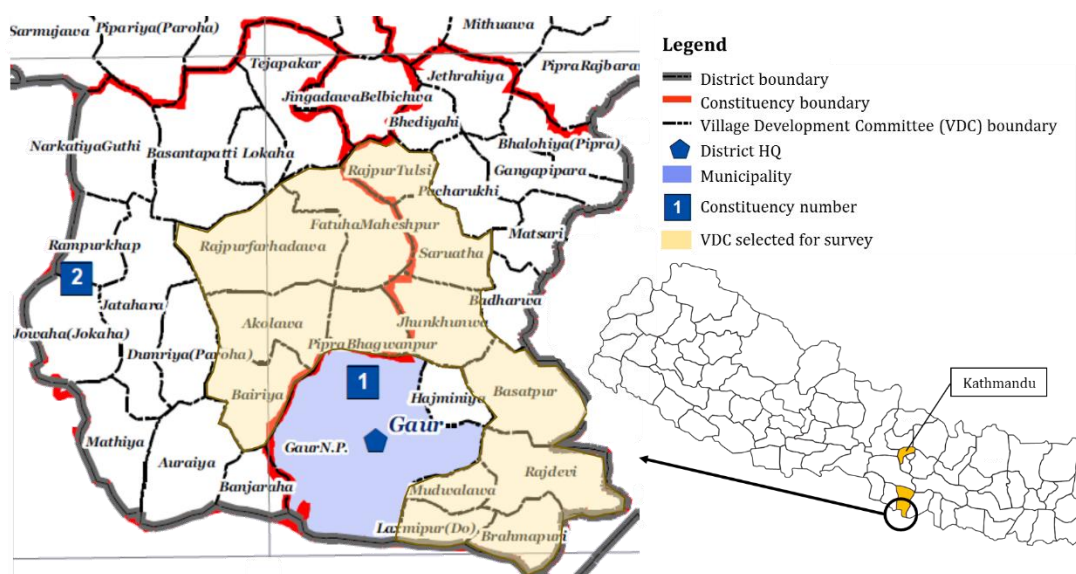 Sarmujawa
Pipariya(Paroha)
Mithuawa
Tejapakar
Jethrahiya
PipraRajbara
JingadawaBelbichwa
Bhediyahi
NarkatiyaGuthi
Basantapatti
Lokaha
Bhalohiya(Pipra)
RajpurTulsi
Gangapipara
Pacharukhi
FatuhaMaheshpur
Matsari
Rampurkhap
Rajpurfarhadawa
Saruatha
2
Jatahara
Badharwa
Jowaha(Jokaha)
Akolawa
Jhunkhunwa
Dumriya(Paroha)
PipraBhagwanpur
1
Bairiya
Hajminiya
Basatpur
Gaur
Mathiya
GaurN.P.
Auraiya
Rajdevi
Banjaraha
Mudwalawa
Laxmipur(Do)
Brahmapuri
Legend
District boundary
Constituency boundary
Village Development Committee (VDC) boundary
District HQ
Municipality
1
Constituency number
VDC selected for survey
Kathmandu